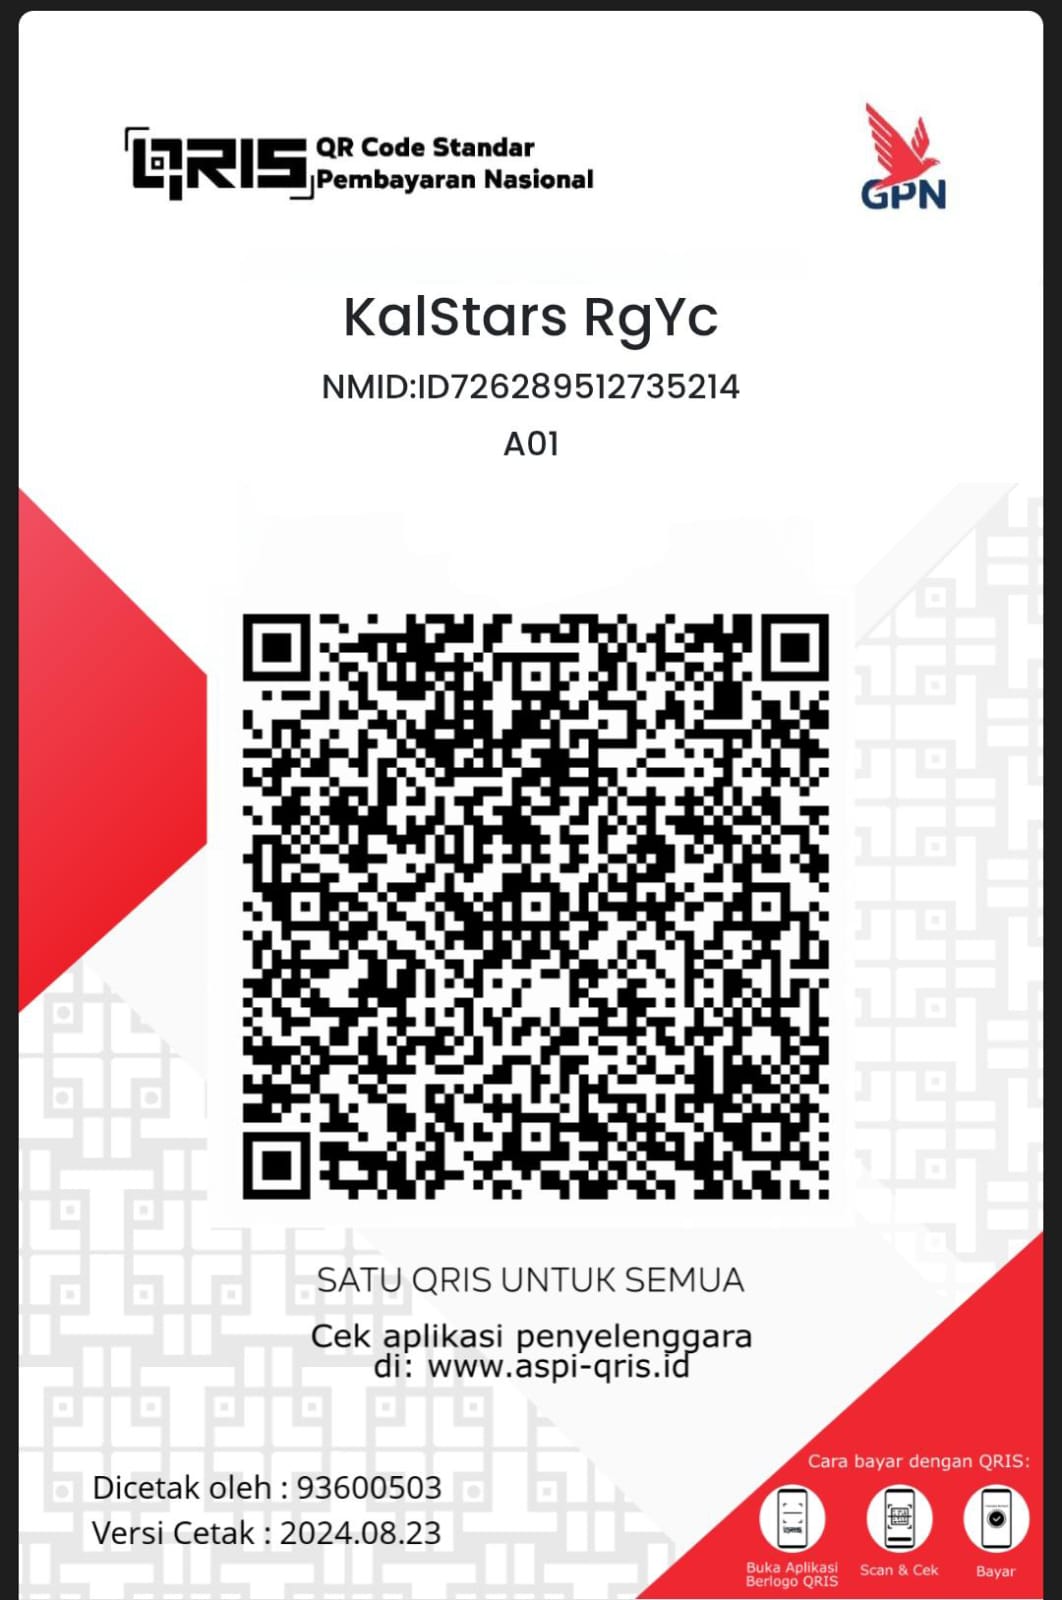 QRIS QR Code Standar
Pembayaran Nasional
GPN
KalStars RgYc
NMID:ID726289512735214
A01
SATU QRIS UNTUK SEMUA
Cek aplikasi penyelenggara
di: www.aspi-qris.id
Dicetak oleh : 93600503
Versi Cetak : 2024.08.23
Cara bayar dengan QRIS:
Buka Aplikasi
Berlogo QRIS
Scan & Cek
Bayar